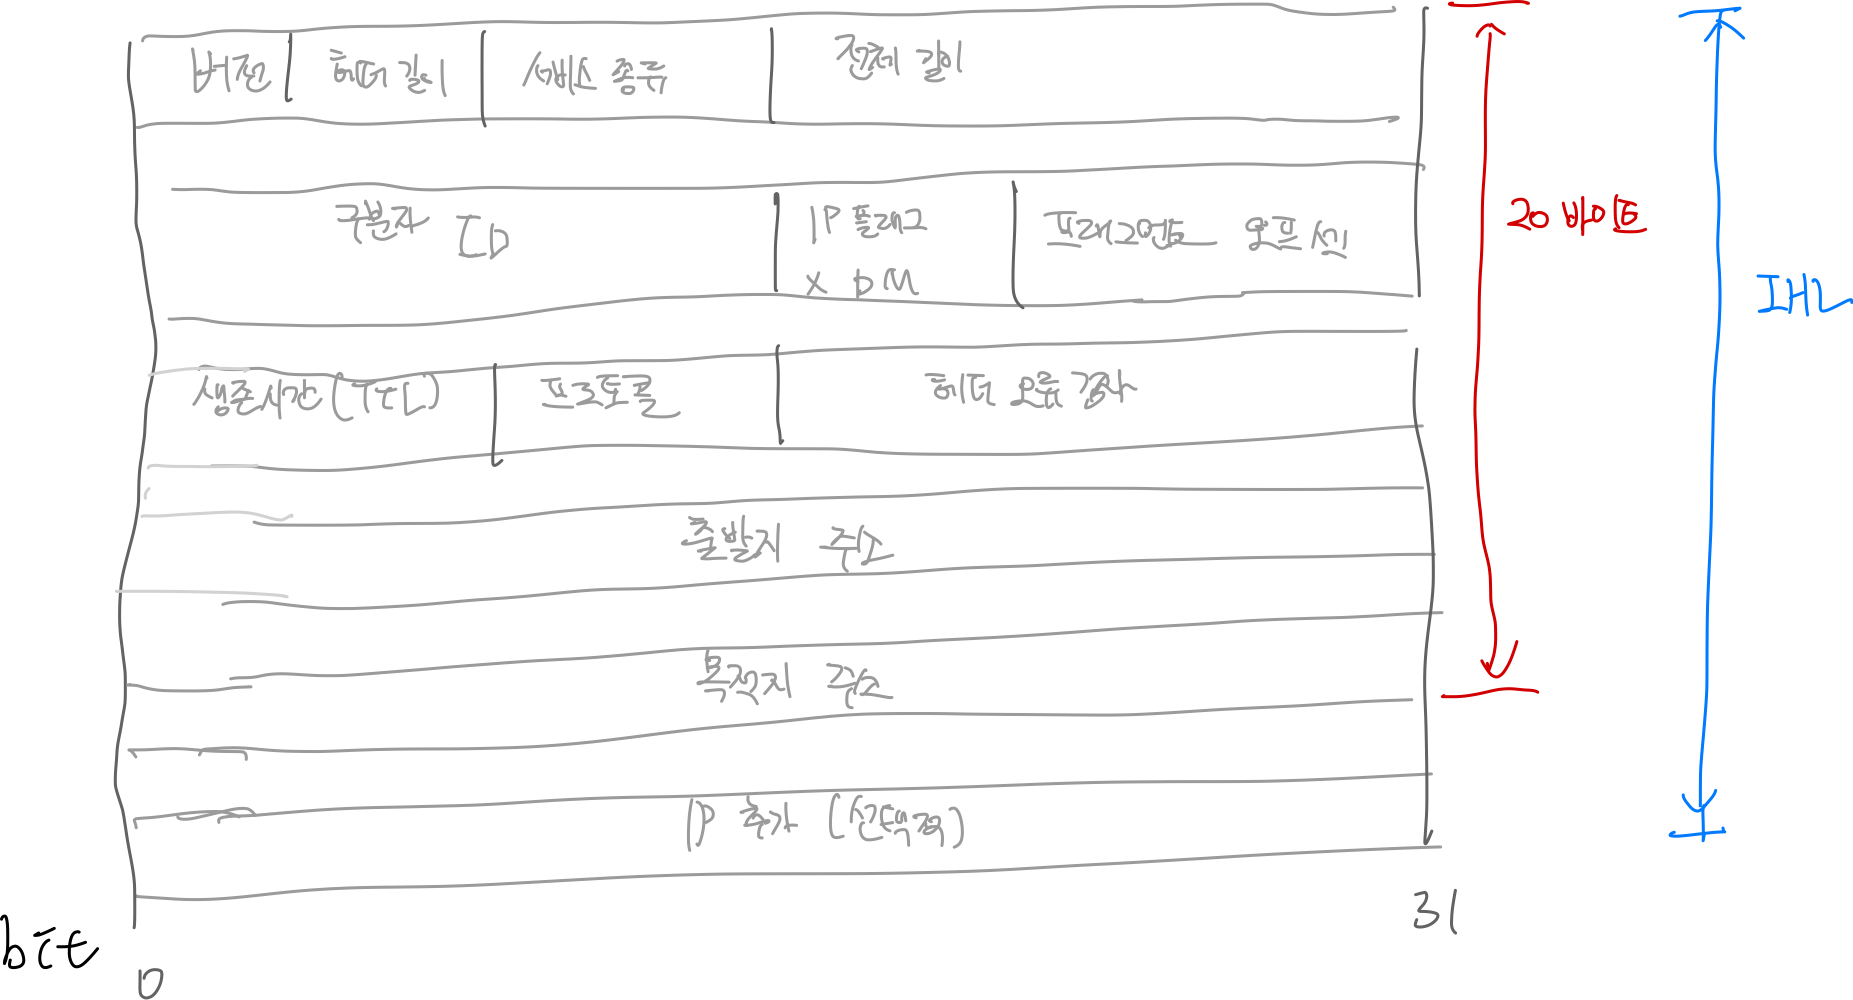 버전 헤더 길이 서비스 종류 전체 길이
구분자 ID IP 플래그 프래그먼트 오프셋
X D M
20 바이트
IHL
생존시간 (TTL) 프로토콜 헤더 오류 검사
출발지 주소
목적지 주소
IP 추가 (선택적)
31
bit
0